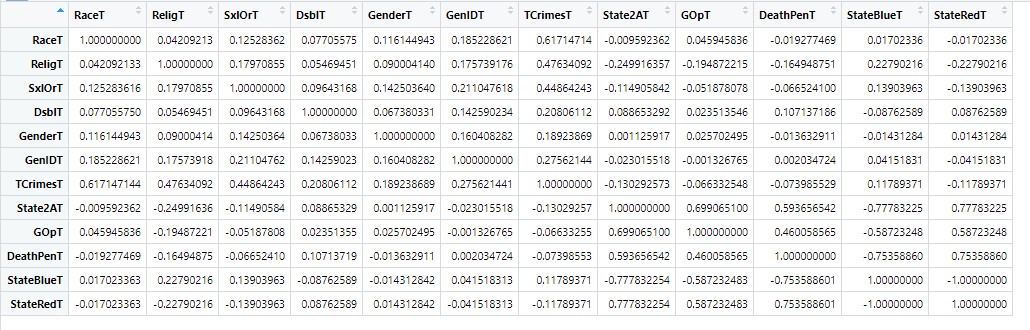 RaceT ReligT SxlOrT DsblT GenderT GenIDT TCrimesT State2AT GOpT DeathPenT StateBlueT StateRedT
RaceT 1.000000000 0.04209213 0.12528362 0.07705575 0.116144943 0.185228621 0.61714714 -0.009592362 0.045945836 -0.019277469 0.01702336 -0.01702336
ReligT 0.042092133 1.00000000 0.17970855 0.05469451 0.090004140 0.175739176 0.47634092 -0.249916357 -0.194872215 -0.164948751 0.22790216 -0.22790216
SxlOrT 0.125283616 0.17970855 1.00000000 0.09643168 0.142503640 0.211047618 0.44864243 -0.114905842 -0.051878078 -0.066524100 0.13903963 -0.13903963
DsblT 0.077055750 0.05469451 0.09643168 1.00000000 0.067380331 0.142590234 0.20806112 0.088653292 0.023513546 0.107137186 -0.08762589 0.08762589
GenderT 0.116144943 0.09000414 0.14250364 0.06738033 1.000000000 0.160408282 0.18923869 0.001125917 0.025702495 -0.013632911 -0.01431284 0.01431284
GenIDT 0.185228621 0.17573918 0.21104762 0.14259023 0.160408282 1.000000000 0.27562144 -0.023015518 -0.001326765 0.002034724 0.04151831 -0.04151831
TCrimesT 0.617147144 0.47634092 0.44864243 0.20806112 0.189238689 0.275621441 1.00000000 -0.130292573 -0.066332548 -0.073985529 0.11789371 -0.11789371
State2AT -0.009592362 -0.24991636 -0.11490584 0.08865329 0.001125917 -0.023015518 -0.13029257 1.000000000 0.699065100 0.593656542 -0.77783225 0.77783225
GOpT 0.045945836 -0.19487221 -0.05187808 0.02351355 0.025702495 -0.001326765 -0.06633255 0.699065100 1.000000000 0.460058565 -0.58723248 0.58723248
DeathPenT -0.019277469 -0.16494875 -0.06652410 0.10713719 -0.013632911 0.002034724 -0.07398553 0.593656542 0.460058565 1.000000000 -0.75358860 0.75358860
StateBlueT 0.017023363 0.22790216 0.13903963 -0.08762589 -0.014312842 0.041518313 0.11789371 -0.777832254 -0.587232483 -0.753588601 1.00000000 -1.00000000
StateRedT -0.017023363 -0.22790216 -0.13903963 0.08762589 0.014312842 -0.041518313 -0.11789371 0.777832254 0.587232483 0.753588601 -1.00000000 1.00000000